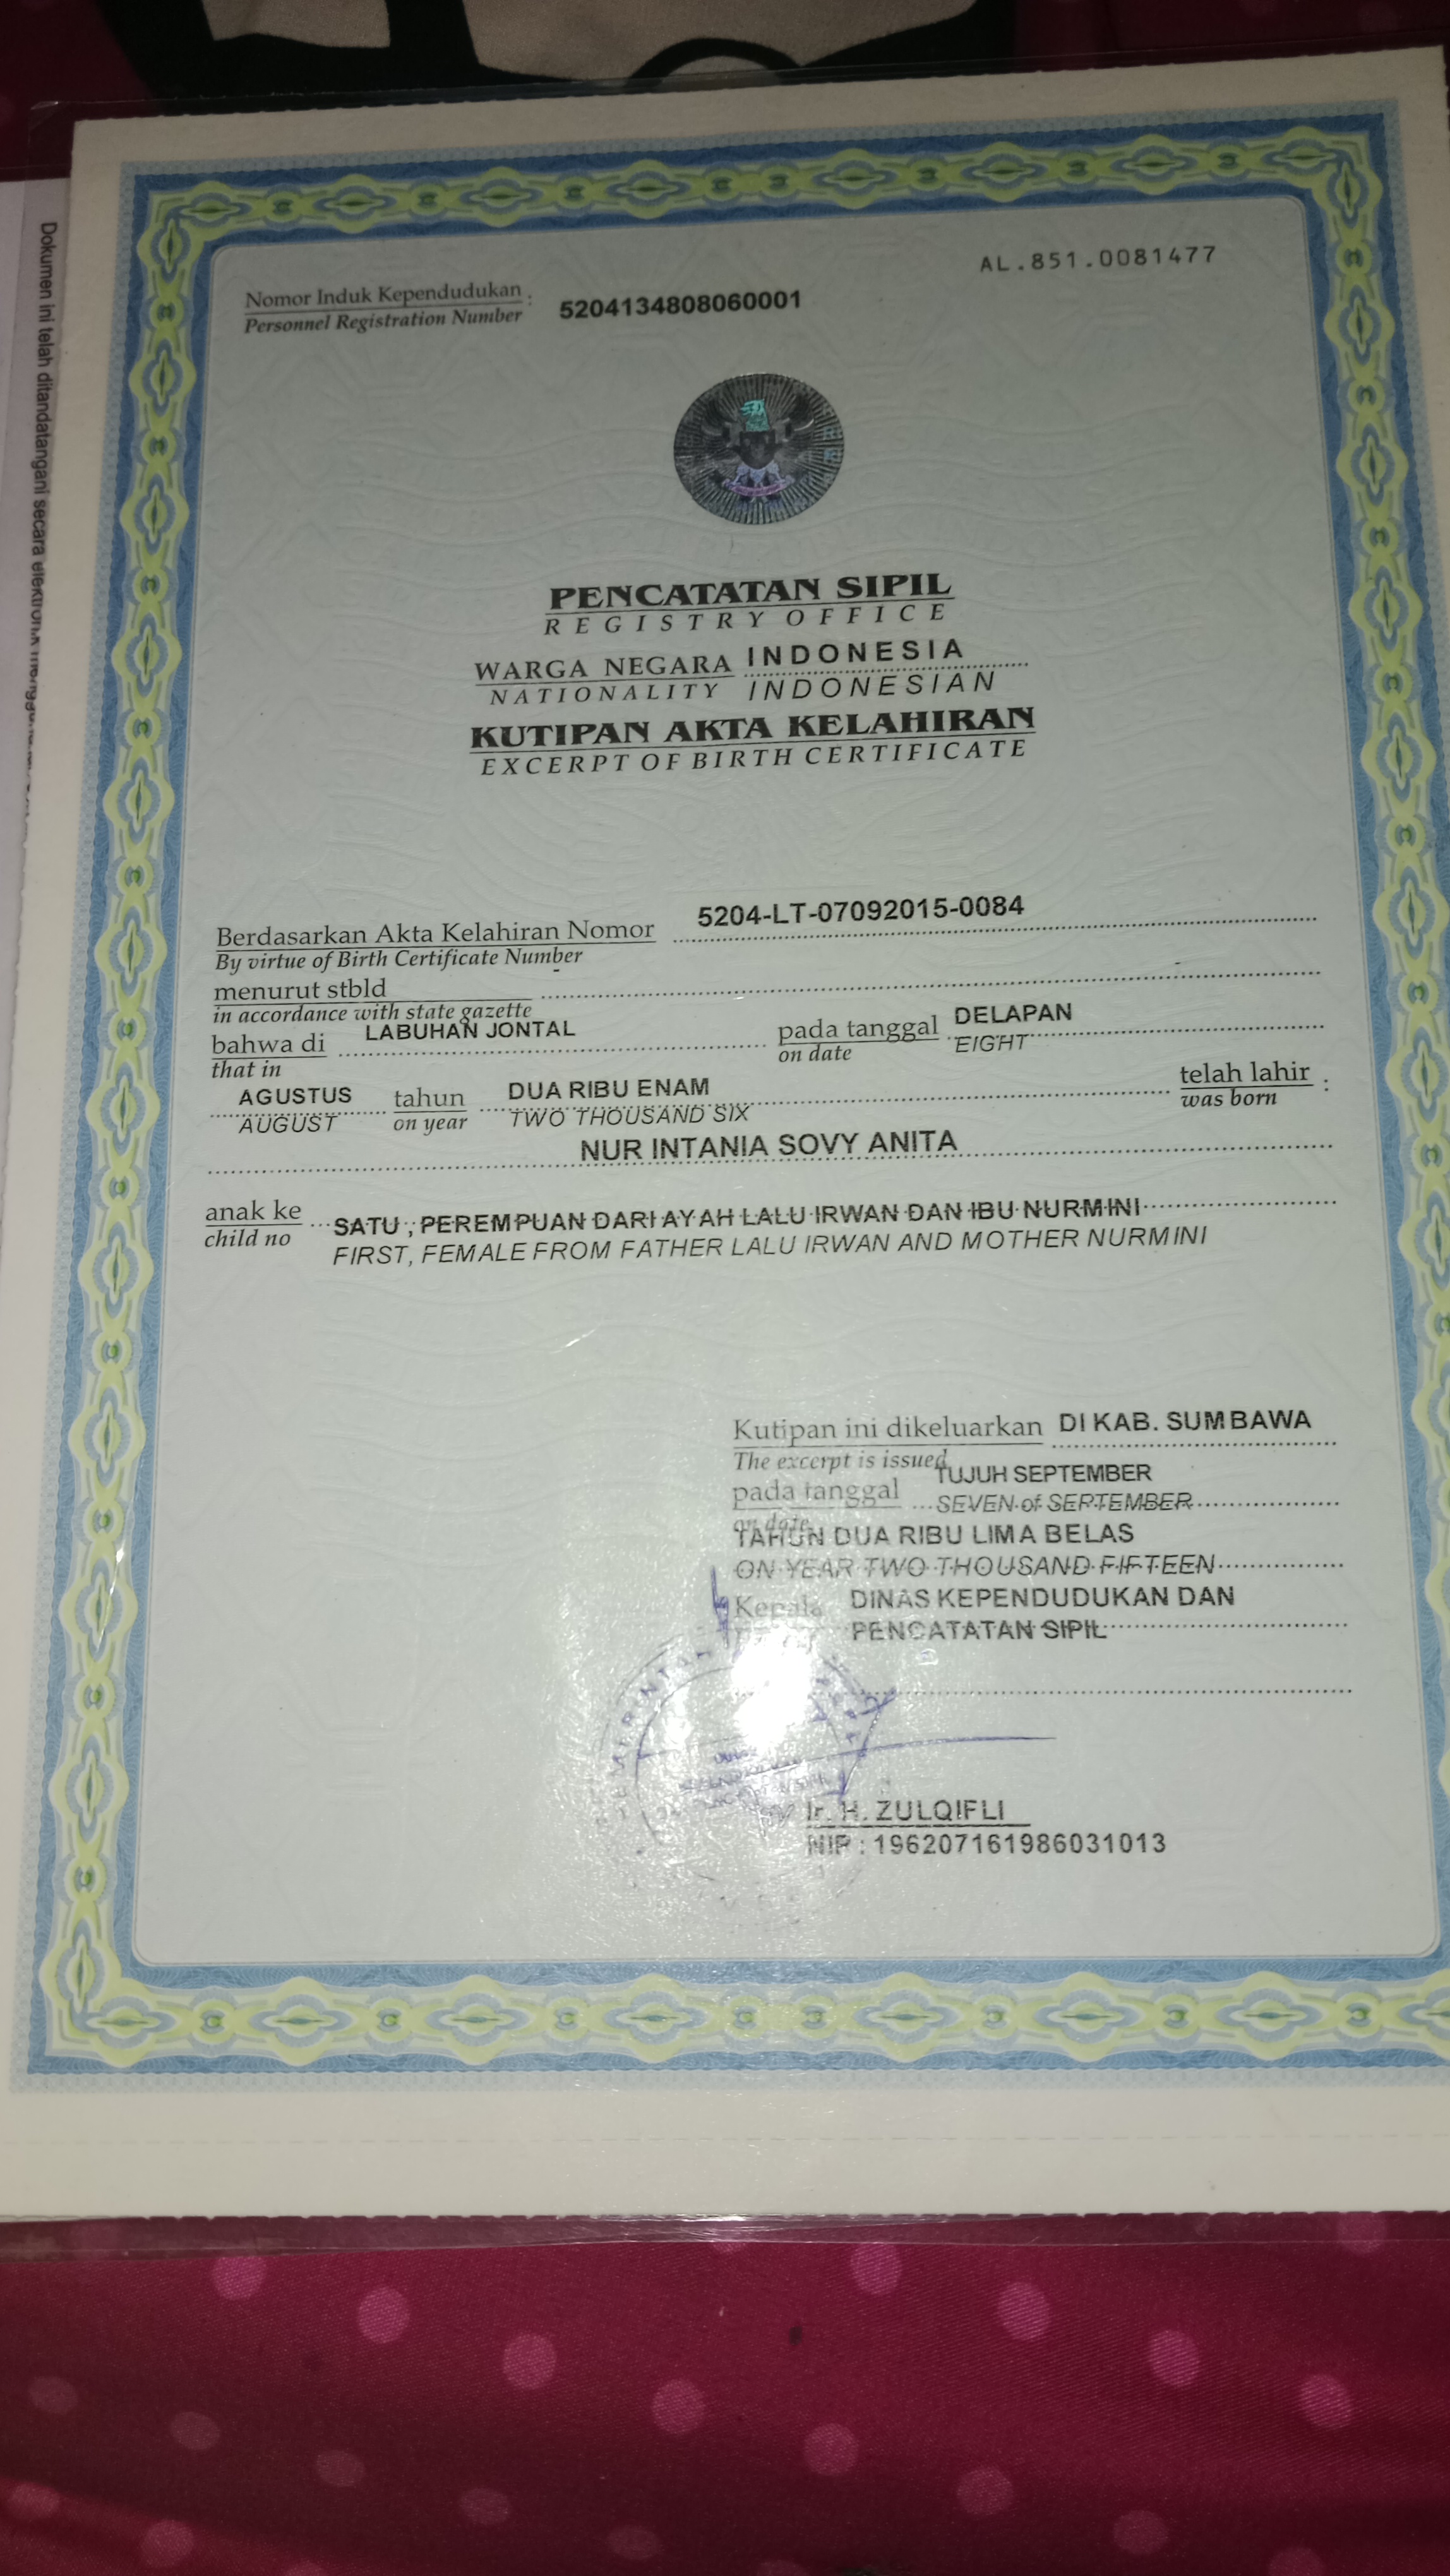 AL.851.0081477
Nomor Induk Kependudukan : 5204134808060001
Personnel Registration Number
PENCATATAN SIPIL
REGISTRY OFFICE
WARGA NEGARA INDONESIA
NATIONALITY INDONESIAN
KUTIPAN AKTA KELAHIRAN
EXCERPT OF BIRTH CERTIFICATE
Berdasarkan Akta Kelahiran Nomor 5204-LT-07092015-0084
By virtue of Birth Certificate Number
menurut stbld -
in accordance with state gazette -
bahwa di LABUHAN JONTAL pada tanggal DELAPAN
that in on date EIGHT
AGUSTUS tahun DUA RIBU ENAM telah lahir :
AUGUST on year TWO THOUSAND SIX was born
NUR INTANIA SOVY ANITA
anak ke SATU , PEREMPUAN DARI AYAH LALU IRWAN DAN IBU NURMINI
child no FIRST, FEMALE FROM FATHER LALU IRWAN AND MOTHER NURMINI
Kutipan ini dikeluarkan DI KAB. SUMBAWA
The excerpt is issued
pada tanggal TUJUH SEPTEMBER
on date SEVEN of SEPTEMBER
TAHUN DUA RIBU LIMA BELAS
ON YEAR TWO THOUSAND FIFTEEN
Kepala DINAS KEPENDUDUKAN DAN
PENCATATAN SIPIL
Ir. H. ZULQIFLI
NIP : 196207161986031013
Dokumen ini telah ditandatangani secara elektronik